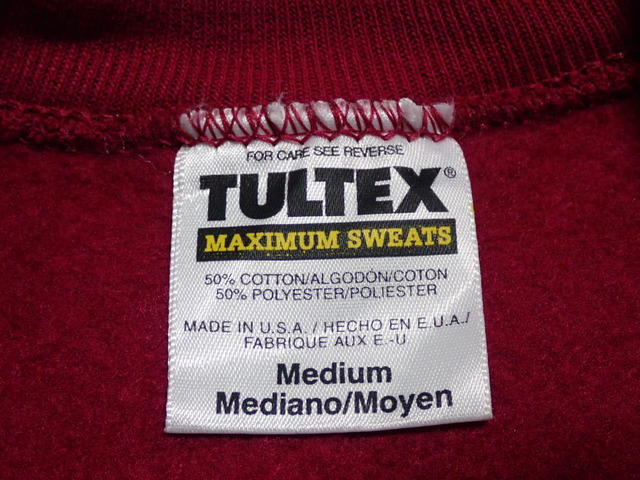 FOR CARE SEE REVERSE
TULTEX®
MAXIMUM SWEATS
50% COTTON/ALGODÓN/COTON
50% POLYESTER/POLIESTER
MADE IN U.S.A. / HECHO EN E.U.A./
FABRIQUE AUX E.-U
Medium
Mediano/Moyen